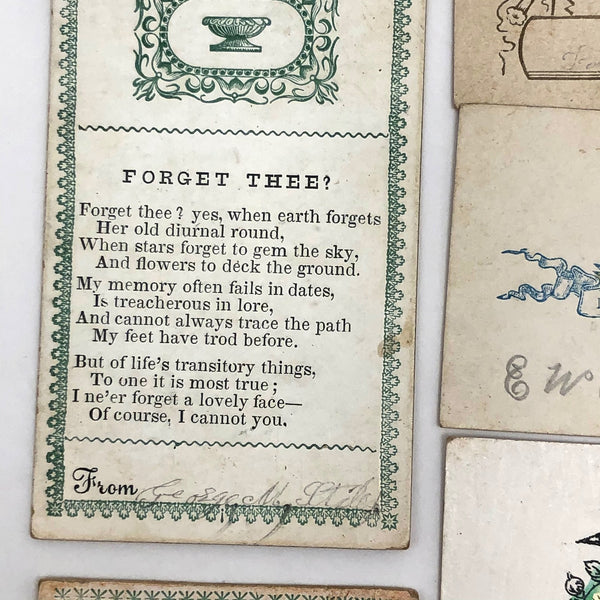 FORGET THEE?
Forget thee? yes, when earth forgets
Her old diurnal round,
When stars forget to gem the sky,
And flowers to deck the ground.
My memory often fails in dates,
Is treacherous in lore,
And cannot always trace the path
My feet have trod before.
But of life's transitory things,
To one it is most true;
I ne'er forget a lovely face—
Of course, I cannot you.
From George M.
E W